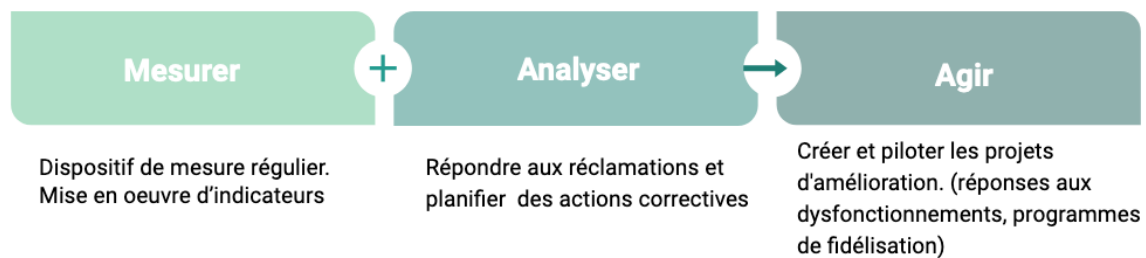 Mesurer
+
Analyser
Agir
Dispositif de mesure régulier.
Mise en oeuvre d'indicateurs
Répondre aux réclamations et
planifier  des actions correctives
Créer et piloter les projets
d'amélioration. (réponses aux
dysfonctionnements, programmes
de fidélisation)